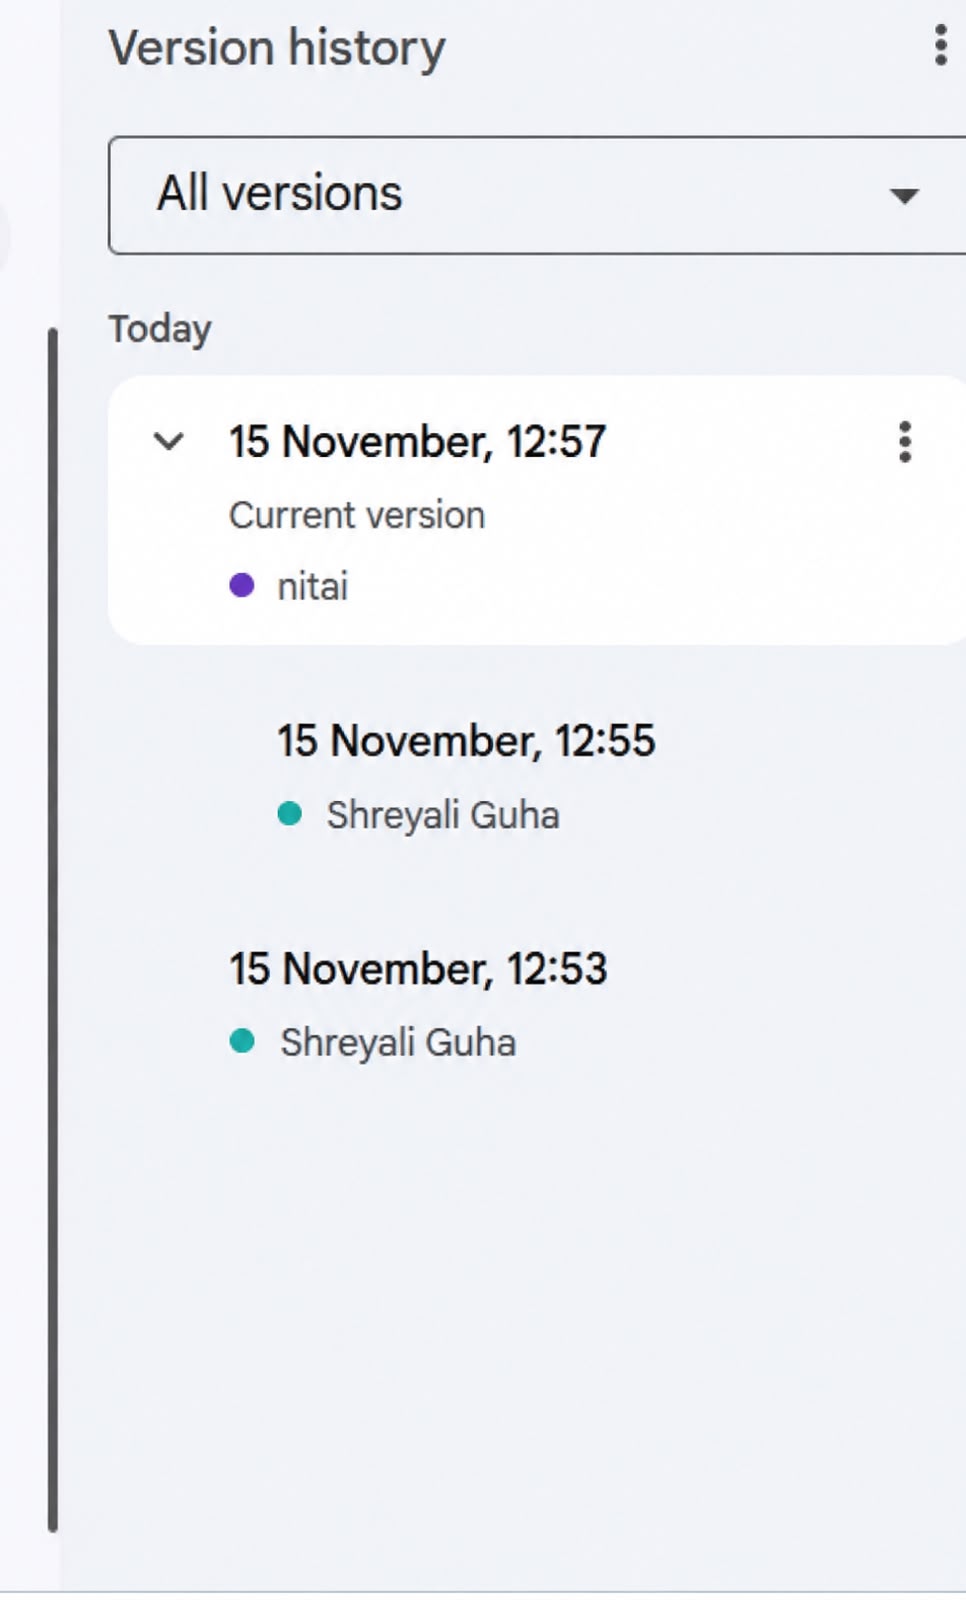 Version history
All versions
Today
15 November, 12:57
Current version
nitai
15 November, 12:55
Shreyali Guha
15 November, 12:53
Shreyali Guha